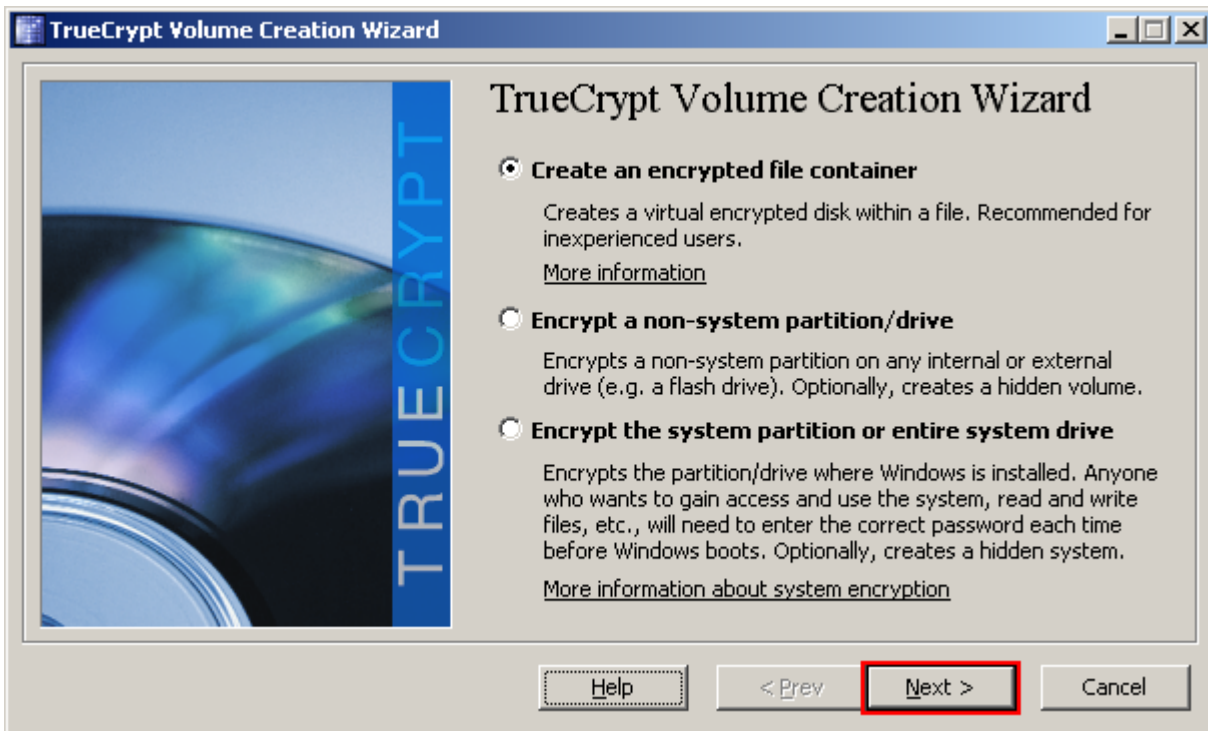 TrueCrypt Volume Creation Wizard
TRUECRYPT
TrueCrypt Volume Creation Wizard
Create an encrypted file container
Creates a virtual encrypted disk within a file. Recommended for
inexperienced users.
More information
Encrypt a non-system partition/drive
Encrypts a non-system partition on any internal or external
drive (e.g. a flash drive). Optionally, creates a hidden volume.
Encrypt the system partition or entire system drive
Encrypts the partition/drive where Windows is installed. Anyone
who wants to gain access and use the system, read and write
files, etc., will need to enter the correct password each time
before Windows boots. Optionally, creates a hidden system.
More information about system encryption
Help < Prev Next > Cancel